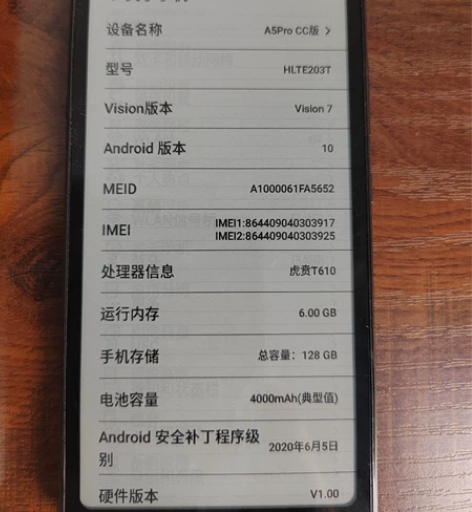 设备名称 A5Pro CC版 >
型号 HLTE203T
Vision版本 Vision 7
Android 版本 10
MEID A1000061FA5652
IMEI IMEI1:864409040303917
IMEI2:864409040303925
处理器信息 虎贲T610
运行内存 6.00 GB
手机存储 总容量：128 GB
电池容量 4000mAh(典型值)
Android 安全补丁程序级 2020年6月5日
别
硬件版本 V1.00